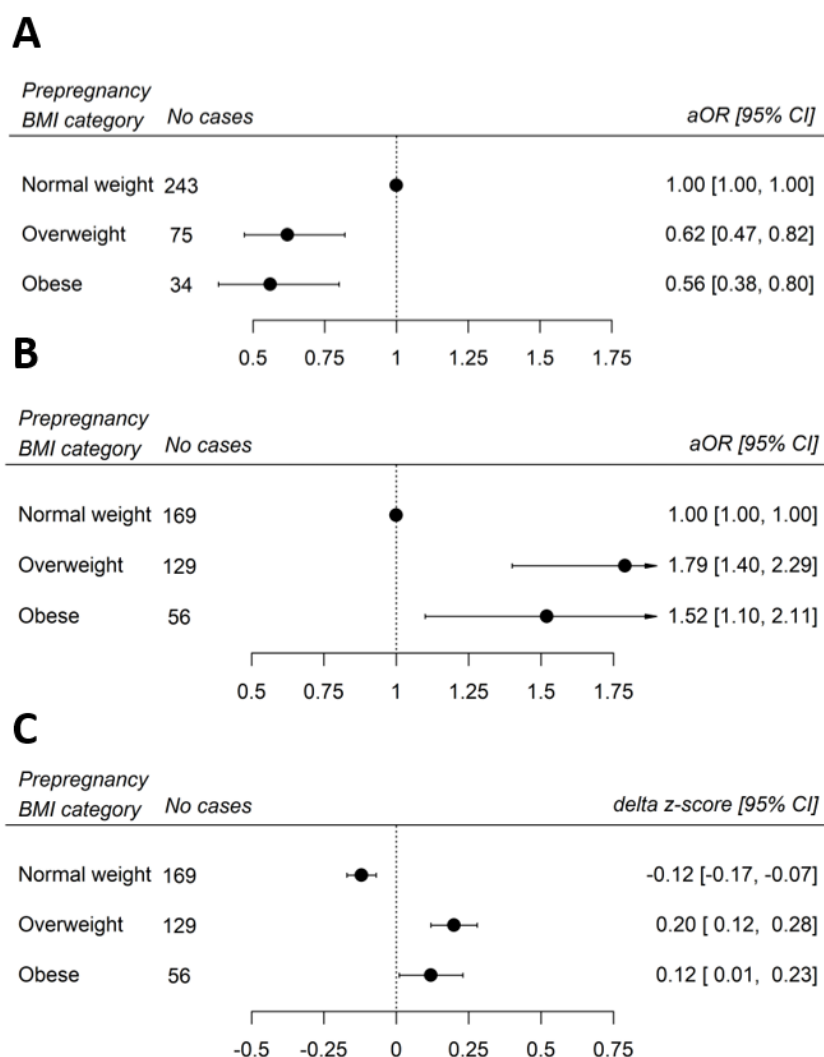 A
Prepregnancy
BMI category No cases aOR [95% CI]
Normal weight 243 1.00 [1.00, 1.00]
Overweight 75 0.62 [0.47, 0.82]
Obese 34 0.56 [0.38, 0.80]
0.5 0.75 1 1.25 1.5 1.75
B
Prepregnancy
BMI category No cases aOR [95% CI]
Normal weight 169 1.00 [1.00, 1.00]
Overweight 129 1.79 [1.40, 2.29]
Obese 56 1.52 [1.10, 2.11]
0.5 0.75 1 1.25 1.5 1.75
C
Prepregnancy
BMI category No cases delta z-score [95% CI]
Normal weight 169 -0.12 [-0.17, -0.07]
Overweight 129 0.20 [ 0.12, 0.28]
Obese 56 0.12 [ 0.01, 0.23]
-0.5 -0.25 0 0.25 0.5 0.75